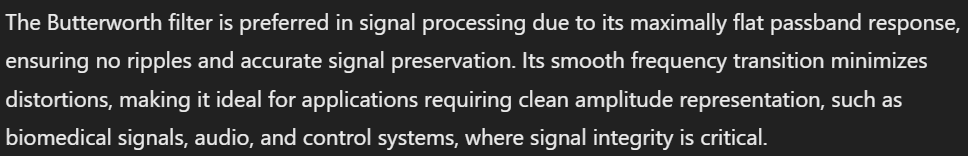 The Butterworth filter is preferred in signal processing due to its maximally flat passband response,
ensuring no ripples and accurate signal preservation. Its smooth frequency transition minimizes
distortions, making it ideal for applications requiring clean amplitude representation, such as
biomedical signals, audio, and control systems, where signal integrity is critical.